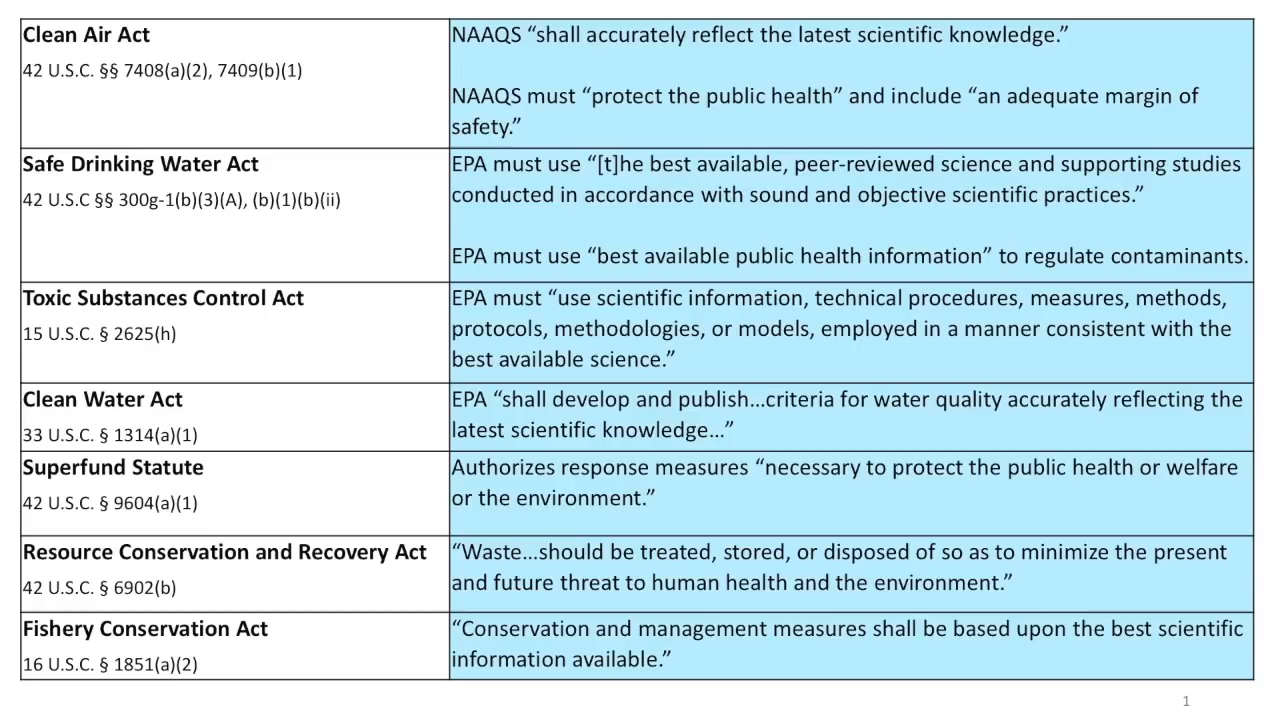 Clean Air Act
42 U.S.C. §§ 7408(a)(2), 7409(b)(1)
NAAQS “shall accurately reflect the latest scientific knowledge.”
NAAQS must “protect the public health” and include “an adequate margin of
safety.”
Safe Drinking Water Act
42 U.S.C §§ 300g-1(b)(3)(A), (b)(1)(b)(ii)
EPA must use “[t]he best available, peer-reviewed science and supporting studies
conducted in accordance with sound and objective scientific practices.”
EPA must use “best available public health information” to regulate contaminants.
Toxic Substances Control Act
15 U.S.C. § 2625(h)
EPA must “use scientific information, technical procedures, measures, methods,
protocols, methodologies, or models, employed in a manner consistent with the
best available science.”
Clean Water Act
33 U.S.C. § 1314(a)(1)
EPA “shall develop and publish…criteria for water quality accurately reflecting the
latest scientific knowledge…”
Superfund Statute
42 U.S.C. § 9604(a)(1)
Authorizes response measures “necessary to protect the public health or welfare
or the environment.”
Resource Conservation and Recovery Act
42 U.S.C. § 6902(b)
“Waste…should be treated, stored, or disposed of so as to minimize the present
and future threat to human health and the environment.”
Fishery Conservation Act
16 U.S.C. § 1851(a)(2)
“Conservation and management measures shall be based upon the best scientific
information available.”
1